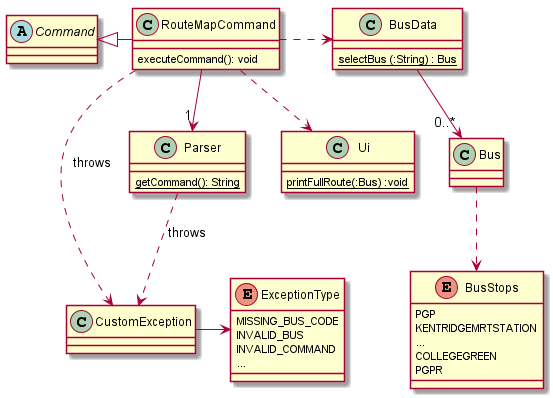 A Command
C RouteMapCommand
executeCommand(): void
C BusData
selectBus (:String) : Bus
1
0..*
throws
C Parser
getCommand(): String
C Ui
printFullRoute(:Bus) :void
C Bus
throws
C CustomException
E ExceptionType
MISSING_BUS_CODE
INVALID_BUS
INVALID_COMMAND
...
E BusStops
PGP
KENTRIDGEMRTSTATION
...
COLLEGEGREEN
PGPR